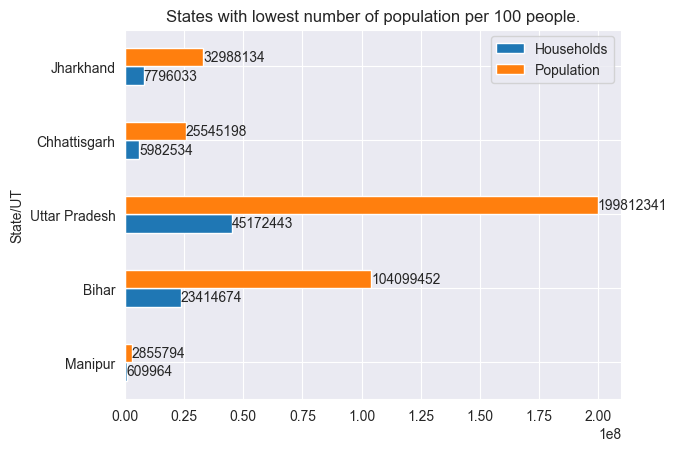 States with lowest number of population per 100 people.
Households
Population
State/UT
Jharkhand
32988134
7796033
Chhattisgarh
25545198
5982534
Uttar Pradesh
199812341
45172443
Bihar
104099452
23414674
Manipur
2855794
609964
0.00 0.25 0.50 0.75 1.00 1.25 1.50 1.75 2.00
1e8